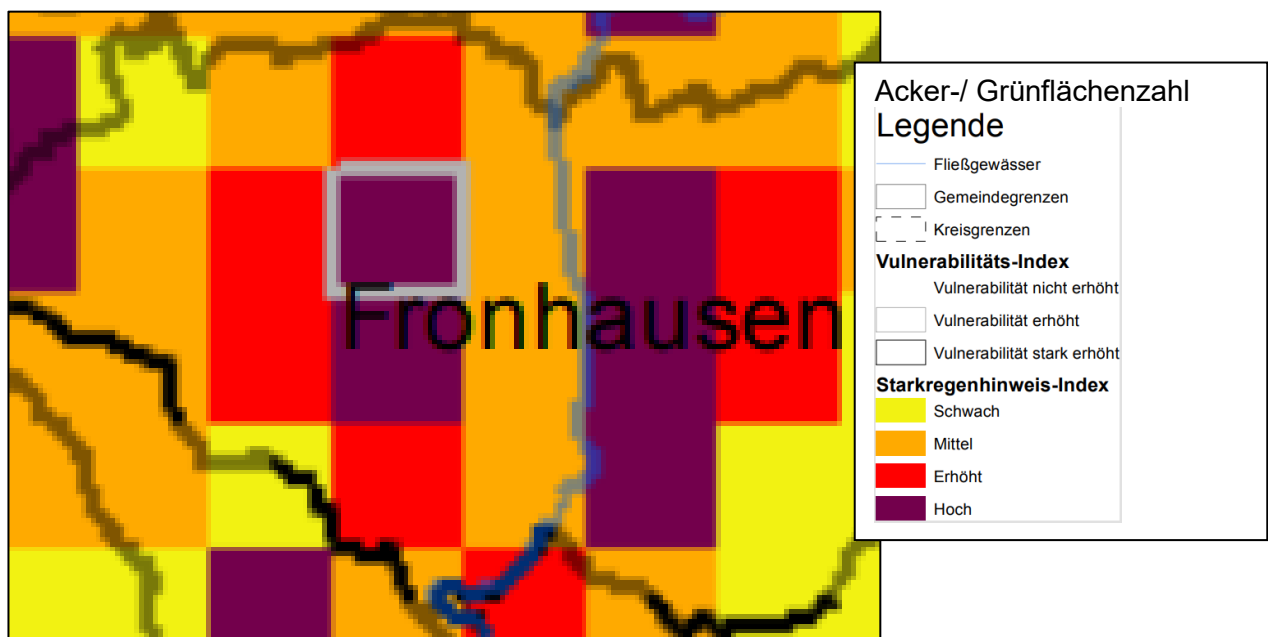 Fronhausen
Acker-/ Grünflächenzahl
Legende
Fließgewässer
Gemeindegrenzen
Kreisgrenzen
Vulnerabilitäts-Index
Vulnerabilität nicht erhöht
Vulnerabilität erhöht
Vulnerabilität stark erhöht
Starkregenhinweis-Index
Schwach
Mittel
Erhöht
Hoch